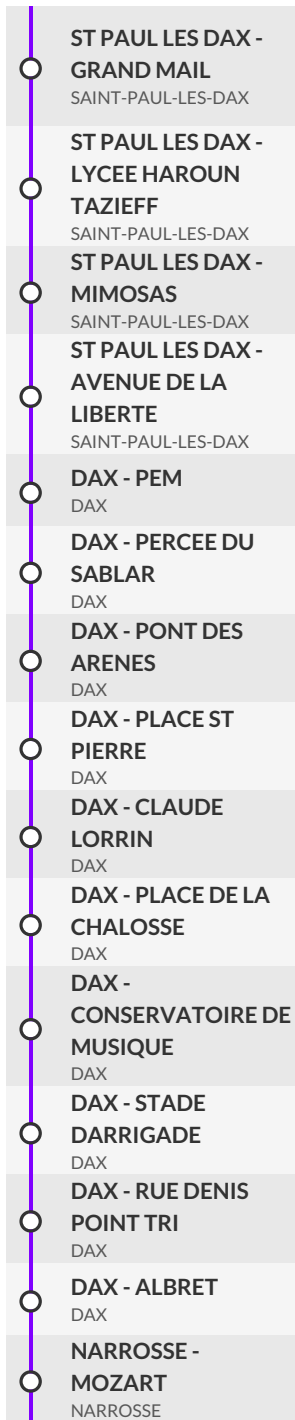 ST PAUL LES DAX -
GRAND MAIL
SAINT-PAUL-LES-DAX
ST PAUL LES DAX -
LYCEE HAROUN
TAZIEFF
SAINT-PAUL-LES-DAX
ST PAUL LES DAX -
MIMOSAS
SAINT-PAUL-LES-DAX
ST PAUL LES DAX -
AVENUE DE LA
LIBERTE
SAINT-PAUL-LES-DAX
DAX - PEM
DAX
DAX - PERCEE DU
SABLAR
DAX
DAX - PONT DES
ARENES
DAX
DAX - PLACE ST
PIERRE
DAX
DAX - CLAUDE
LORRIN
DAX
DAX - PLACE DE LA
CHALOSSE
DAX
DAX -
CONSERVATOIRE DE
MUSIQUE
DAX
DAX - STADE
DARRIGADE
DAX
DAX - RUE DENIS
POINT TRI
DAX
DAX - ALBRET
DAX
NARROSSE -
MOZART
NARROSSE